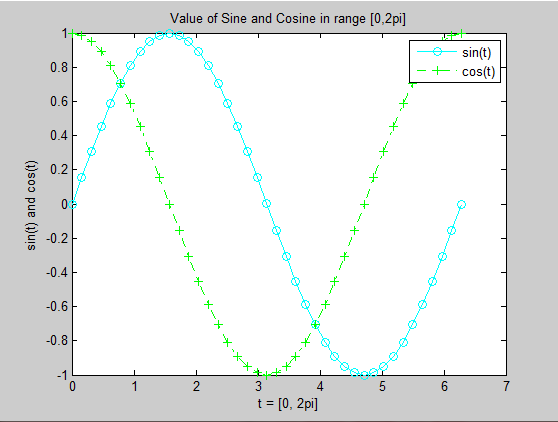 Value of Sine and Cosine in range [0,2pi]
sin(t)
cos(t)
1
0.8
0.6
0.4
0.2
0
-0.2
-0.4
-0.6
-0.8
-1
sin(t) and cos(t)
0 1 2 3 4 5 6 7
t = [0, 2pi]